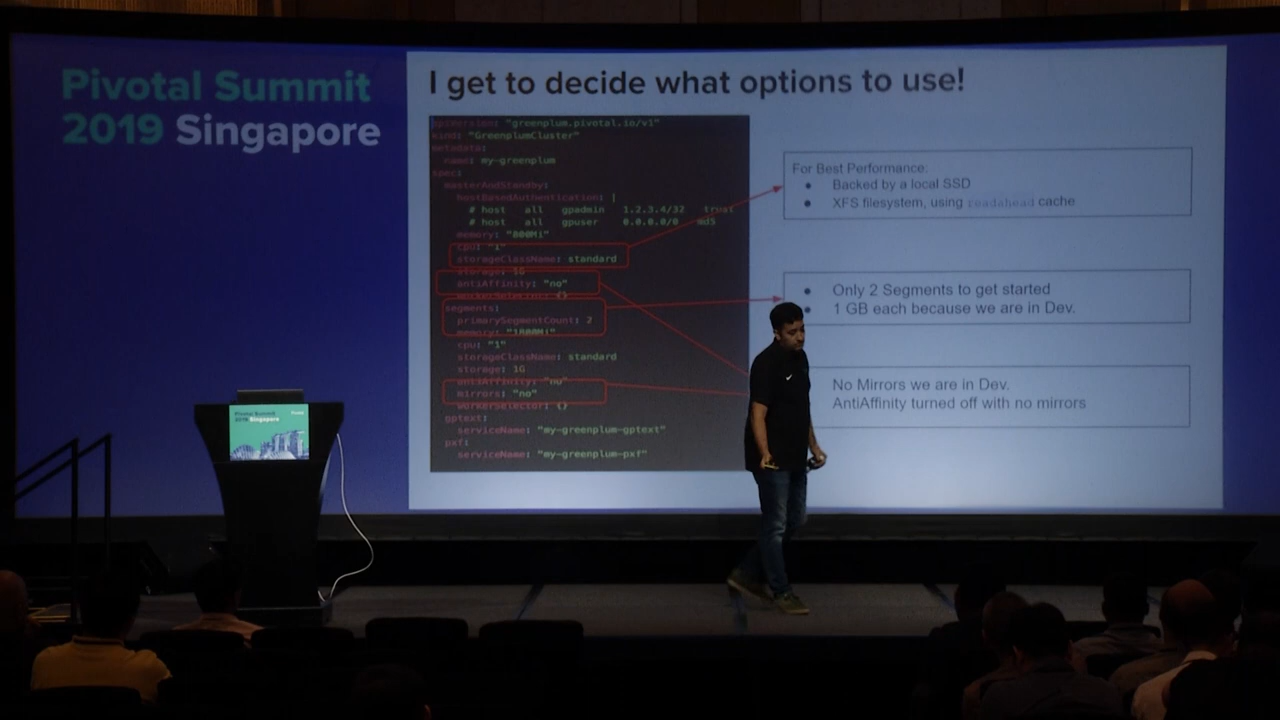 Pivotal Summit
2019 Singapore
I get to decide what options to use!
apiVersion: "greenplum.pivotal.io/v1"
kind: "GreenplumCluster"
metadata:
name: my-greenplum
spec:
masterAndStandby:
hostBasedAuthentication: |
# host all gpadmin 1.2.3.4/32 trust
# host all gpuser 0.0.0.0/0 md5
memory: "800Mi"
cpu: "1"
storageClassName: standard
storage: 1G
antiAffinity: "no"
workerSelector: {}
segments:
primarySegmentCount: 2
memory: "1800Mi"
cpu: "1"
storageClassName: standard
storage: 1G
antiAffinity: "no"
mirrors: "no"
workerSelector: {}
gptext:
serviceName: "my-greenplum-gptext"
pxf:
serviceName: "my-greenplum-pxf"
For Best Performance:
• Backed by a local SSD
• XFS filesystem, using readahead cache
• Only 2 Segments to get started
• 1 GB each because we are in Dev.
No Mirrors we are in Dev.
AntiAffinity turned off with no mirrors
Pivotal Summit
2019 Singapore